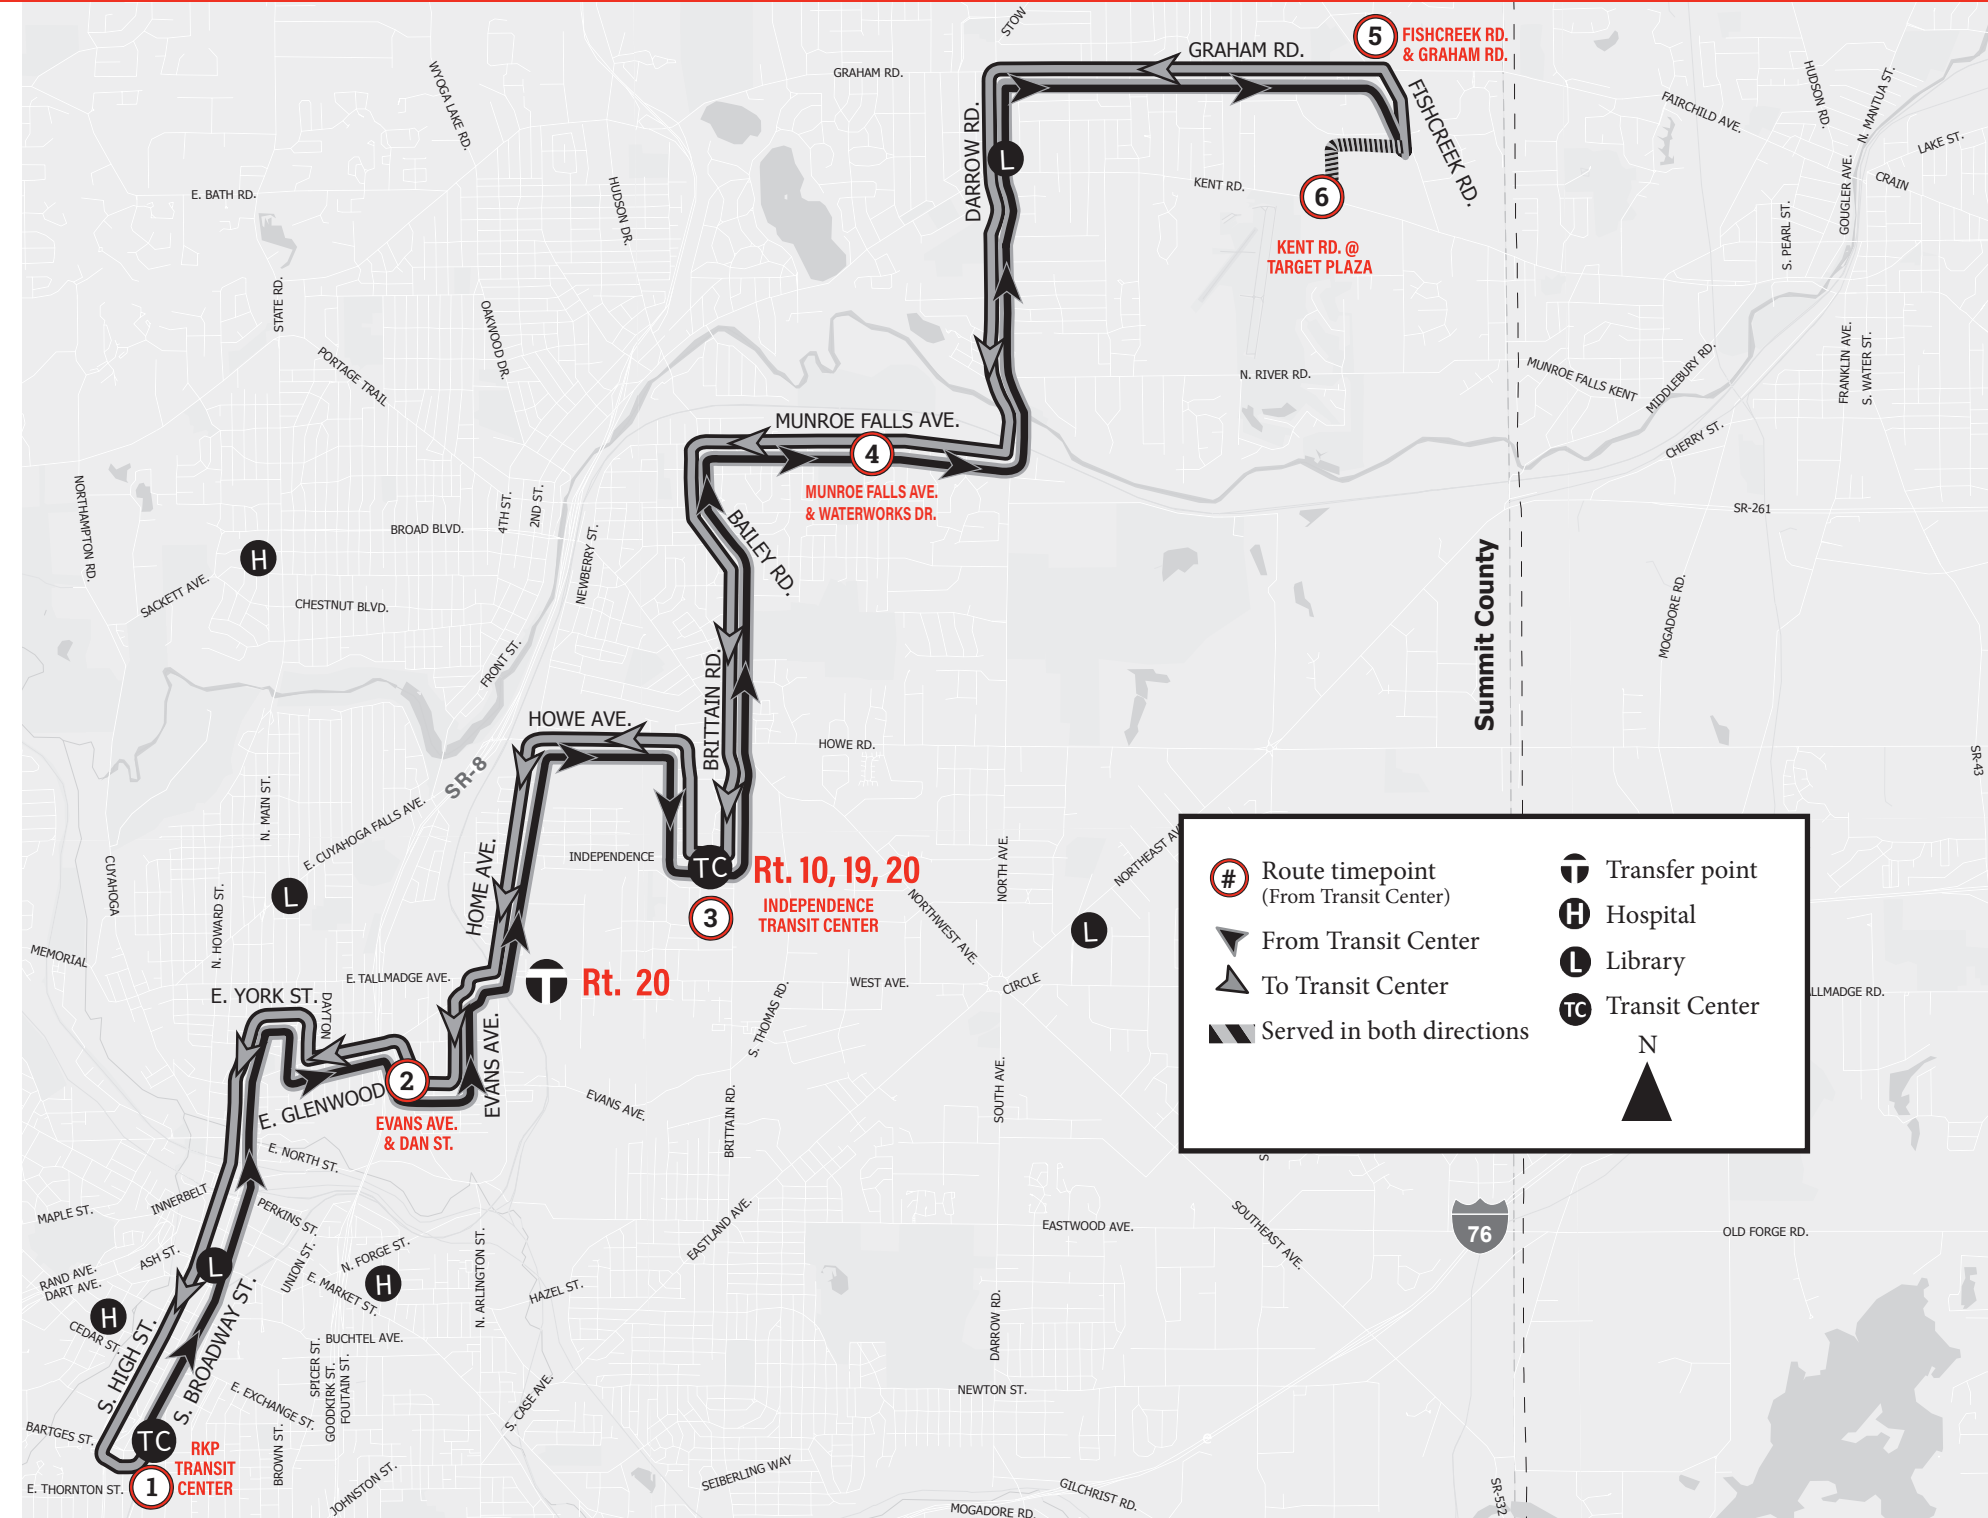 STOW
GRAHAM RD.
5
FISHCREEK RD.
& GRAHAM RD.
GRAHAM RD.
WYOGA LAKE RD.
HUDSON RD.
N. MANTUA ST.
FAIRCHILD AVE.
LAKE ST.
FISHCREEK RD.
DARROW RD.
L
KENT RD.
CRAIN
GOUGLER AVE.
E. BATH RD.
HUDSON DR.
6
S. PEARL ST.
KENT RD. @
TARGET PLAZA
STATE RD.
OAKWOOD DR.
PORTAGE TRAIL
N. RIVER RD.
MUNROE FALLS KENT
MIDDLEBURY RD.
FRANKLIN AVE.
S. WATER ST.
MUNROE FALLS AVE.
4
CHERRY ST.
MUNROE FALLS AVE.
& WATERWORKS DR.
NORTHAMPTON RD.
4TH ST.
2ND ST.
BROAD BLVD.
SR-261
BAILEY RD.
H
NEWBERRY ST.
SACKETT AVE.
CHESTNUT BLVD.
Summit County
MOGADORE RD.
FRONT ST.
BRITTAIN RD.
HOWE AVE.
HOWE RD.
SR-8
SR-43
N. MAIN ST.
E. CUYAHOGA FALLS AVE.
CUYAHOGA
HOME AVE.
INDEPENDENCE
TC
Rt. 10, 19, 20
3
INDEPENDENCE
TRANSIT CENTER
NORTH AVE.
NORTHEAST AV
NORTHWEST AVE.
L
L
N. HOWARD ST.
MEMORIAL
E. TALLMADGE AVE.
T
Rt. 20
WEST AVE.
CIRCLE
S. THOMAS RD.
#
Route timepoint
(From Transit Center)
From Transit Center
To Transit Center
Served in both directions
T
Transfer point
H
Hospital
L
Library
TC
Transit Center
N
ALLMADGE RD.
E. YORK ST.
DAYTON
2
E. GLENWOOD
EVANS AVE.
EVANS AVE.
& DAN ST.
EVANS AVE.
BRITTAIN RD.
SOUTH AVE.
S
E. NORTH ST.
INNERBELT
MAPLE ST.
PERKINS ST.
ASH ST.
UNION ST.
N. FORGE ST.
H
E. MARKET ST.
N. ARLINGTON ST.
EASTLAND AVE.
EASTWOOD AVE.
SOUTHEAST AVE.
76
OLD FORGE RD.
RAND AVE.
DART AVE.
L
H
CEDAR ST.
HAZEL ST.
BUCHTEL AVE.
DARROW RD.
S. HIGH ST.
S. BROADWAY ST.
SPICER ST.
GOODKIRK ST.
FOUTAIN ST.
E. EXCHANGE ST.
S. CASE AVE.
NEWTON ST.
BARTGES ST.
TC
RKP
TRANSIT
CENTER
1
E. THORNTON ST.
BROWN ST.
JOHNSTON ST.
SEIBERLING WAY
GILCHRIST RD.
MOGADORE RD.
SR-532